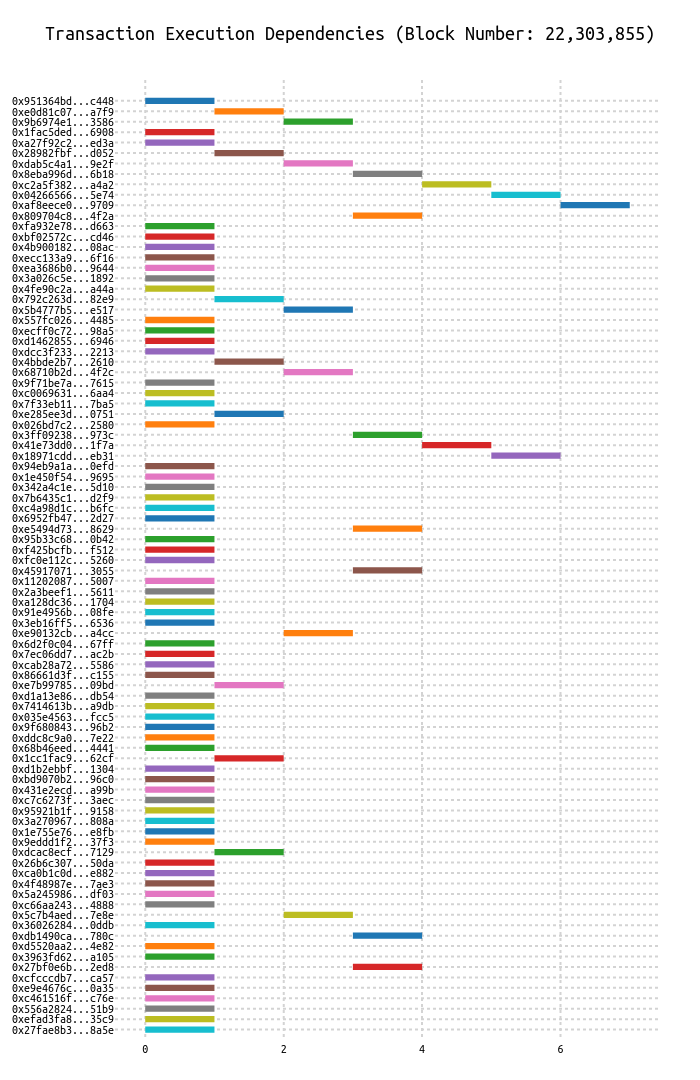 Transaction Execution Dependencies (Block Number: 22,303,855)
0x951364bd...c448
0xe0d81c07...a7f9
0x9b6974e1...3586
0x1fac5ded...6908
0xa27f92c2...ed3a
0x28982fbf...d052
0xdab5c4a1...9e2f
0x8eba996d...6b18
0xc2a5f382...a4a2
0x04266566...5e74
0xaf8eece0...9709
0x809704c8...4f2a
0xfa932e78...d663
0xbf02572c...cd46
0x4b900182...08ac
0xecc133a9...6f16
0xea3686b0...9644
0x3a026c5e...1892
0x4fe90c2a...a44a
0x792c263d...82e9
0x5b4777b5...e517
0x557fc026...4485
0xecff0c72...98a5
0xd1462855...6946
0xdcc3f233...2213
0x4bbde2b7...2610
0x68710b2d...4f2c
0x9f71be7a...7615
0xc0069631...6aa4
0x7f33eb11...7ba5
0xe285ee3d...0751
0x026bd7c2...2580
0x3ff09238...973c
0x41e73dd0...1f7a
0x18971cdd...eb31
0x94eb9a1a...0efd
0x1e450f54...9695
0x342a4c1e...5d10
0x7b6435c1...d2f9
0xc4a98d1c...b6fc
0x6952fb47...2d27
0xe5494d73...8629
0x95b33c68...0b42
0xf425bcfb...f512
0xfc0e112c...5260
0x45917071...3055
0x11202087...5007
0x2a3beef1...5611
0xa128dc36...1704
0x91e4956b...08fe
0x3eb16ff5...6536
0xe90132cb...a4cc
0x6d2f0c04...67ff
0x7ec06dd7...ac2b
0xcab28a72...5586
0x86661d3f...c155
0xe7b99785...09bd
0xd1a13e86...db54
0x7414613b...a9db
0x035e4563...fcc5
0x9f680843...96b2
0xddc8c9a0...7e22
0x68b46eed...4441
0x1cc1fac9...62cf
0xd1b2ebbf...1304
0xbd9070b2...96c0
0x431e2ecd...a99b
0xc7c6273f...3aec
0x95921b1f...9158
0x3a270967...808a
0x1e755e76...e8fb
0x9eddd1f2...37f3
0xdcac8ecf...7129
0x26b6c307...50da
0xca0b1c0d...e882
0x4f48987e...7ae3
0x5a245986...df03
0xc66aa243...4888
0x5c7b4aed...7e8e
0x36026284...0ddb
0xdb1490ca...780c
0xd5520aa2...4e82
0x3963fd62...a105
0x27bf0e6b...2ed8
0xcfcccdb7...ca57
0xe9e4676c...0a35
0xc461516f...c76e
0x556a2824...51b9
0xefad3fa8...35c9
0x27fae8b3...8a5e
0 2 4 6